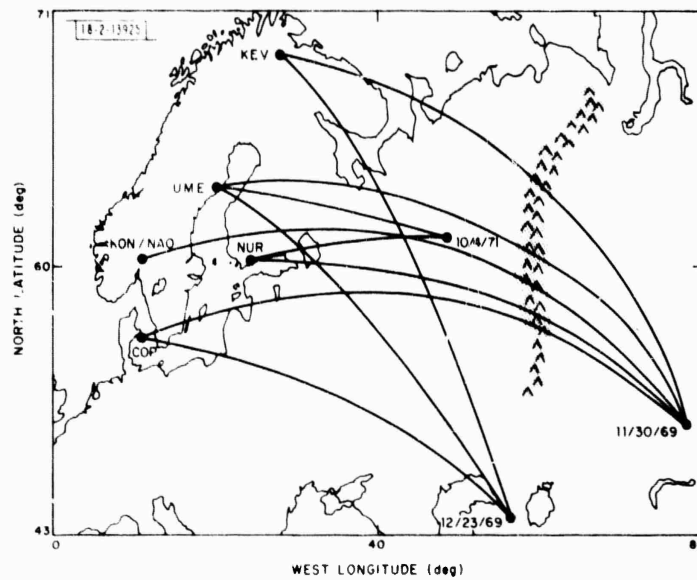 71
18-2-13925
KEV
UME
KON/NAO
NUR
10/4/71
60
COP
11/30/69
12/23/69
43
0
40
8
NORTH LATITUDE (deg)
WEST LONGITUDE (deg)